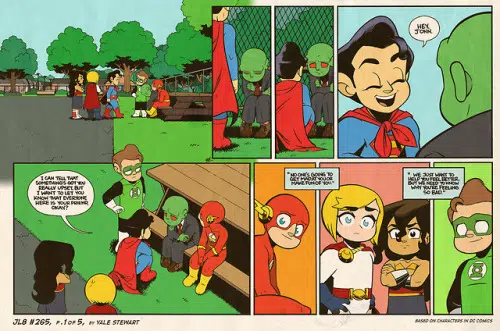 HEY,
J'ONN.
I CAN TELL THAT
SOMETHING'S GOT YOU
REALLY UPSET, BUT
I WANT TO LET YOU
KNOW THAT EVERYONE
HERE IS YOUR FRIEND,
OKAY?
"NO ONE'S GOING TO
GET MAD AT YOU OR
MAKE FUN OF YOU.
"WE JUST WANT TO
HELP YOU FEEL BETTER,
BUT WE NEED TO KNOW
WHY YOU'RE FEELING
SO BAD."
JL8 #265, P. 1 OF 5, BY YALE STEWART
BASED ON CHARACTERS IN DC COMICS